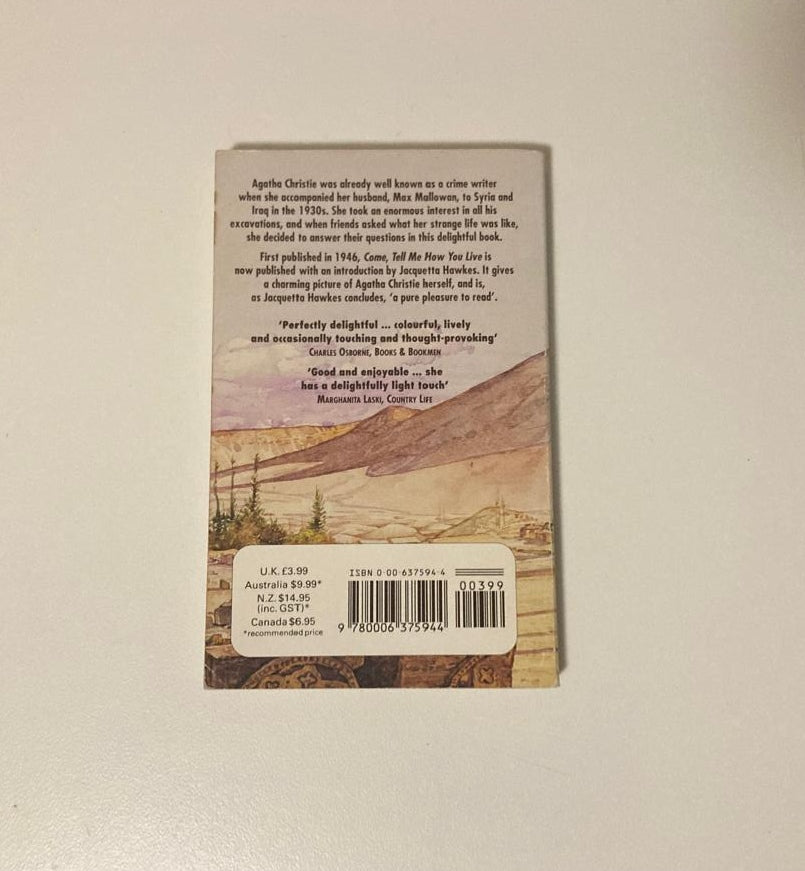 Agatha Christie was already well known as a crime writer
when she accompanied her husband, Max Mallowan, to Syria and
Iraq in the 1930s. She took an enormous interest in all his
excavations, and when friends asked what her strange life was like,
she decided to answer their questions in this delightful book.
First published in 1946, Come, Tell Me How You Live is
now published with an introduction by Jacquetta Hawkes. It gives
a charming picture of Agatha Christie herself, and is,
as Jacquetta Hawkes concludes, 'a pure pleasure to read'.
'Perfectly delightful ... colourful, lively
and occasionally touching and thought-provoking'
CHARLES OSBORNE, BOOKS & BOOKMEN
'Good and enjoyable ... she
has a delightfully light touch'
MARGHANITA LASKI, COUNTRY LIFE
U.K. £3.99
Australia $9.99*
N.Z. $14.95
(inc. GST)*
Canada $6.95
*recommended price
ISBN 0-00-637594-4
00399
9 780006 375944